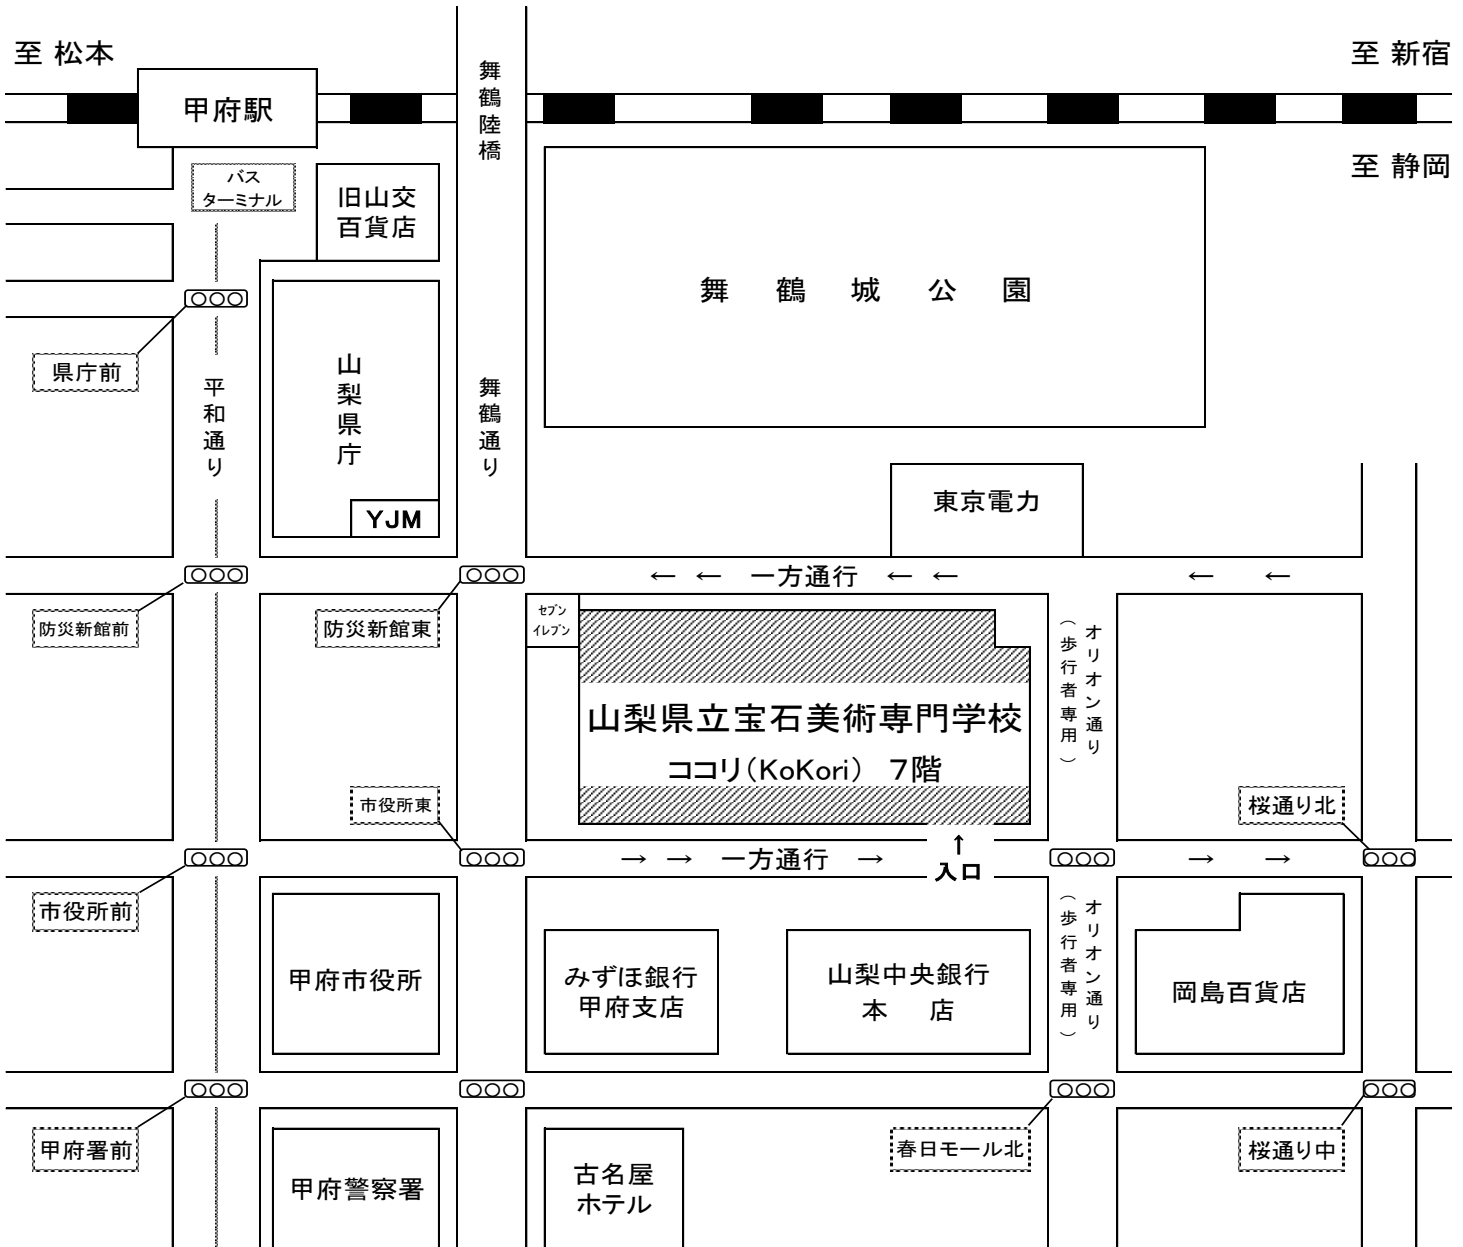 至 松本
至 新宿
甲府駅
舞鶴陸橋
至 静岡
バス
ターミナル
旧山交
百貨店
舞　鶴　城　公　園
県庁前
山梨県庁
平和通り
舞鶴通り
YJM
東京電力
← ← 一方通行 ← ←
← ←
防災新館前
防災新館東
セブン
イレブン
オリオン通り
（歩行者専用）
山梨県立宝石美術専門学校
ココリ（KoKori） 7階
市役所東
桜通り北
→ → 一方通行 →
↑
入口
→ →
市役所前
オリオン通り
（歩行者専用）
甲府市役所
みずほ銀行
甲府支店
山梨中央銀行
本　店
岡島百貨店
甲府署前
春日モール北
桜通り中
甲府警察署
古名屋
ホテル